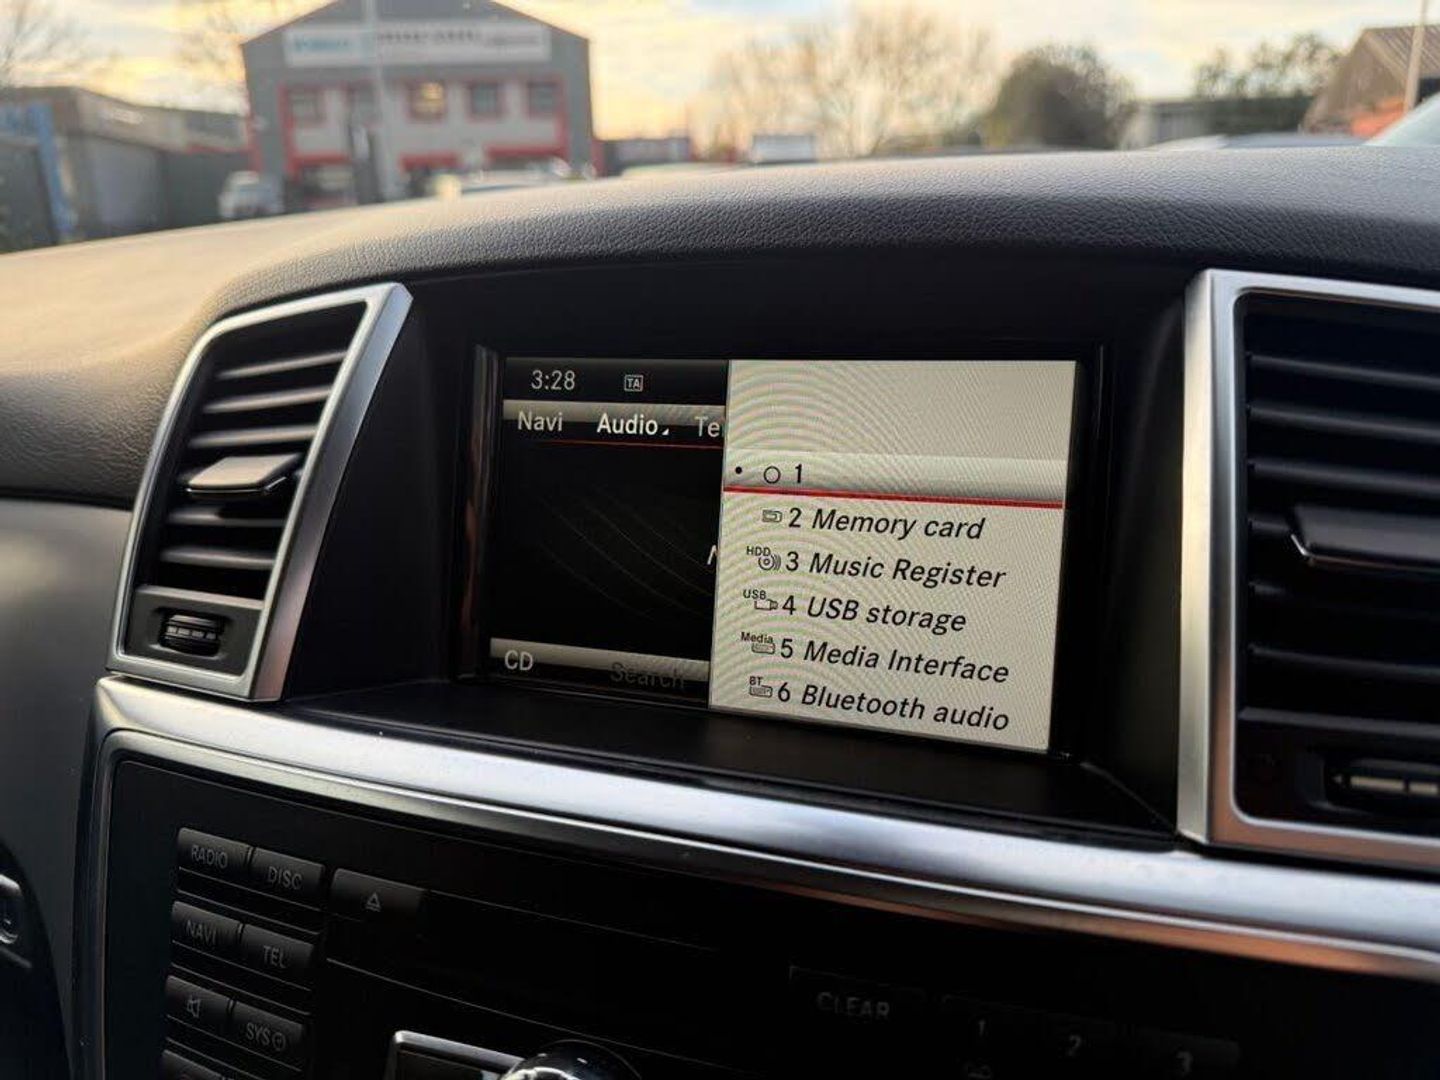 3:28 TA
Navi Audio Te
1
2 Memory card
HDD 3 Music Register
USB 4 USB storage
Media 5 Media Interface
BT 6 Bluetooth audio
CD Search
RADIO DISC
NAVI TEL
SYS
CLEAR 1 2 3